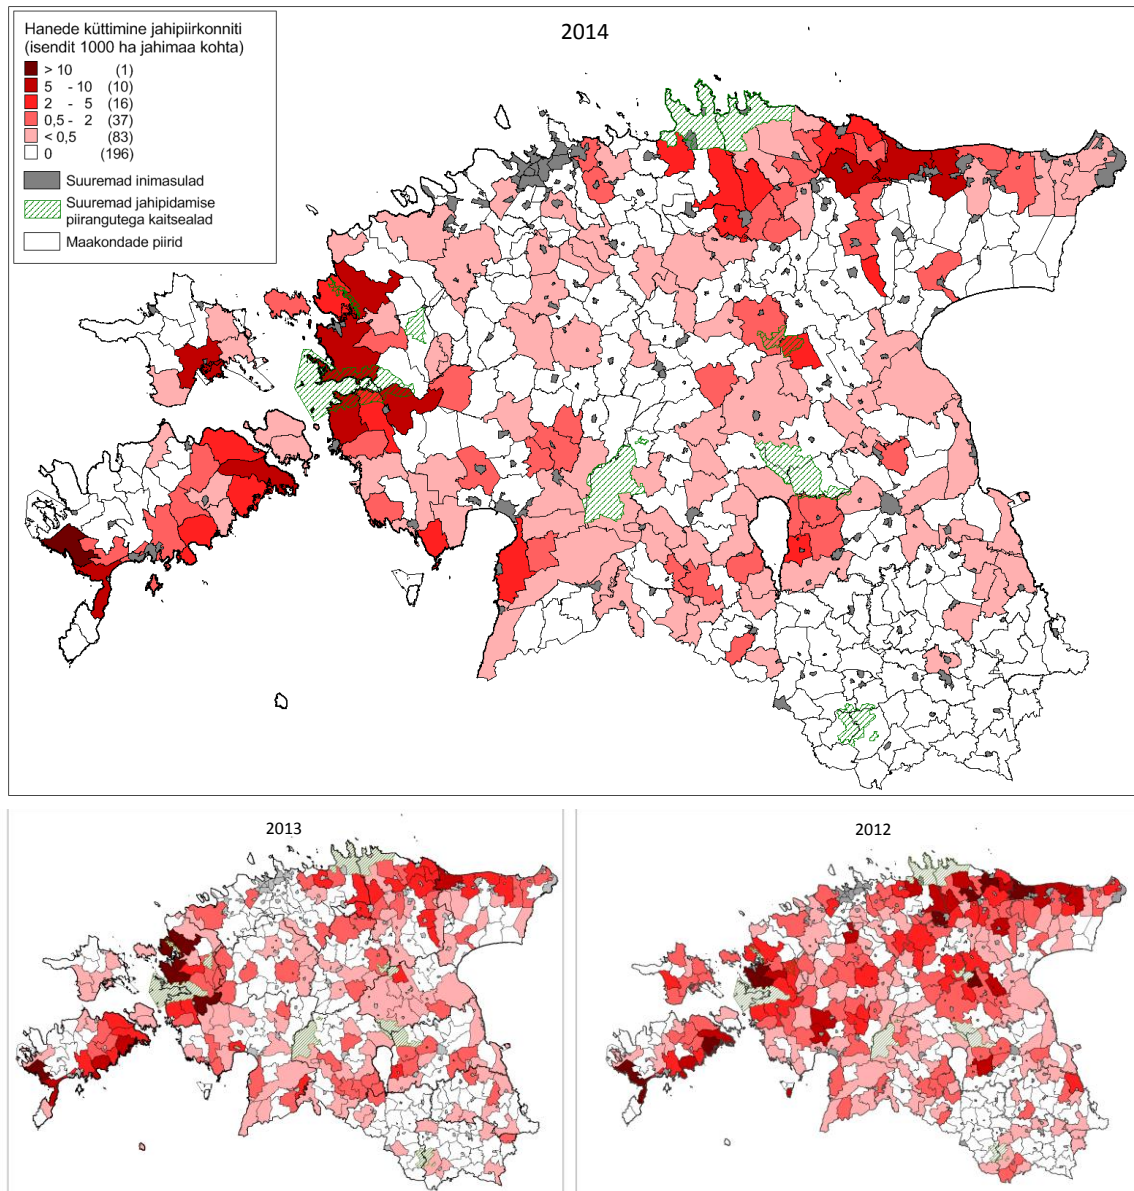 Hanede küttimine jahipiirkonniti
(isendit 1000 ha jahimaa kohta)
> 10 (1)
5 - 10 (10)
2 - 5 (16)
0,5 - 2 (37)
< 0,5 (83)
0 (196)
Suuremad inimasulad
Suuremad jahipidamise
piirangutega kaitsealad
Maakondade piirid
2014
2013
2012